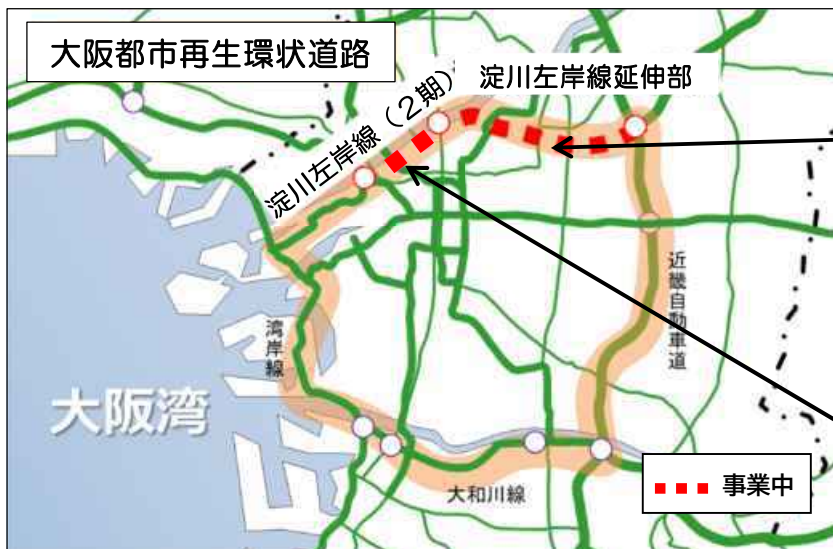 大阪都市再生環状道路
淀川左岸線延伸部
淀川左岸線（2期）
近畿自動車道
湾岸線
大阪湾
大和川線
事業中